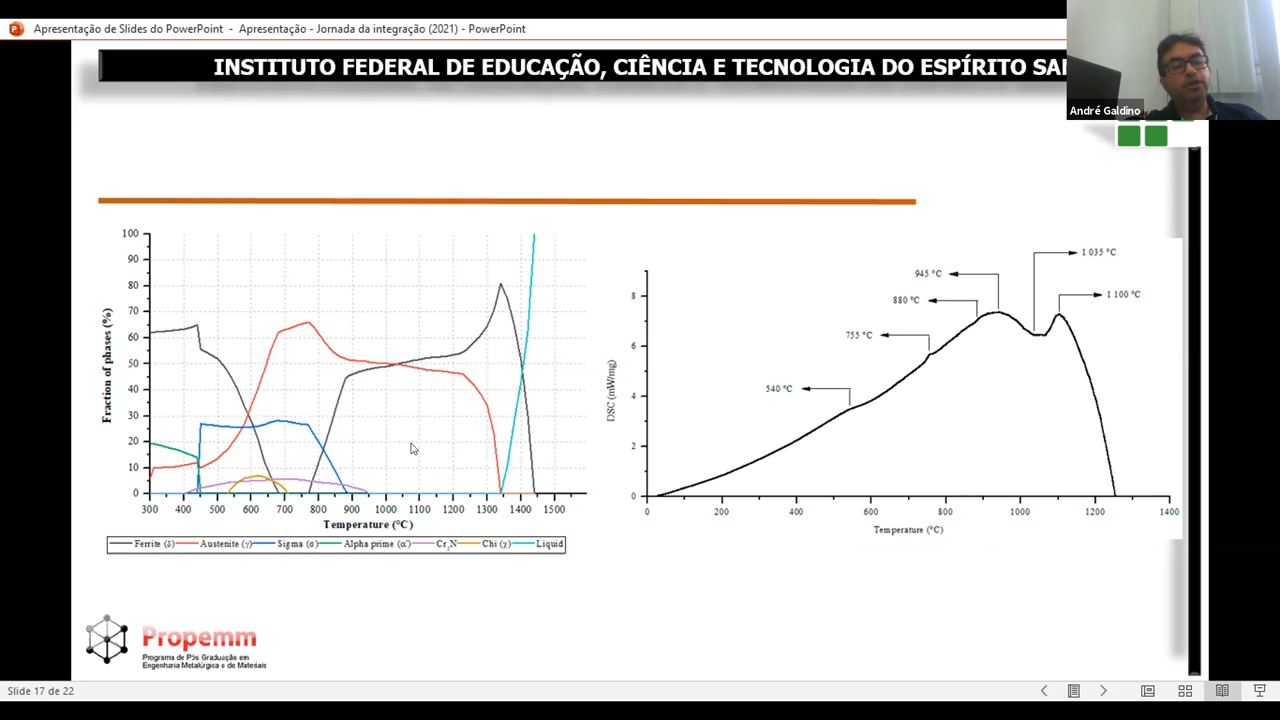 Apresentação de Slides do PowerPoint - Apresentação - Jornada da integração (2021) - PowerPoint
INSTITUTO FEDERAL DE EDUCAÇÃO, CIÊNCIA E TECNOLOGIA DO ESPÍRITO SA
André Galdino
Fraction of phases (%)
100
90
80
70
60
50
40
30
20
10
0
300 400 500 600 700 800 900 1000 1100 1200 1300 1400 1500
Temperature (°C)
Ferrite (δ) Austenite (γ) Sigma (σ) Alpha prime (α') Cr₂N Chi (χ) Liquid
DSC (mW/mg)
8
6
4
2
0
540 °C
755 °C
880 °C
945 °C
1 035 °C
1 100 °C
0 200 400 600 800 1000 1200 1400
Temperature (°C)
Propemm
Programa de Pós Graduação em
Engenharia Metalúrgica e de Materiais
Slide 17 de 22